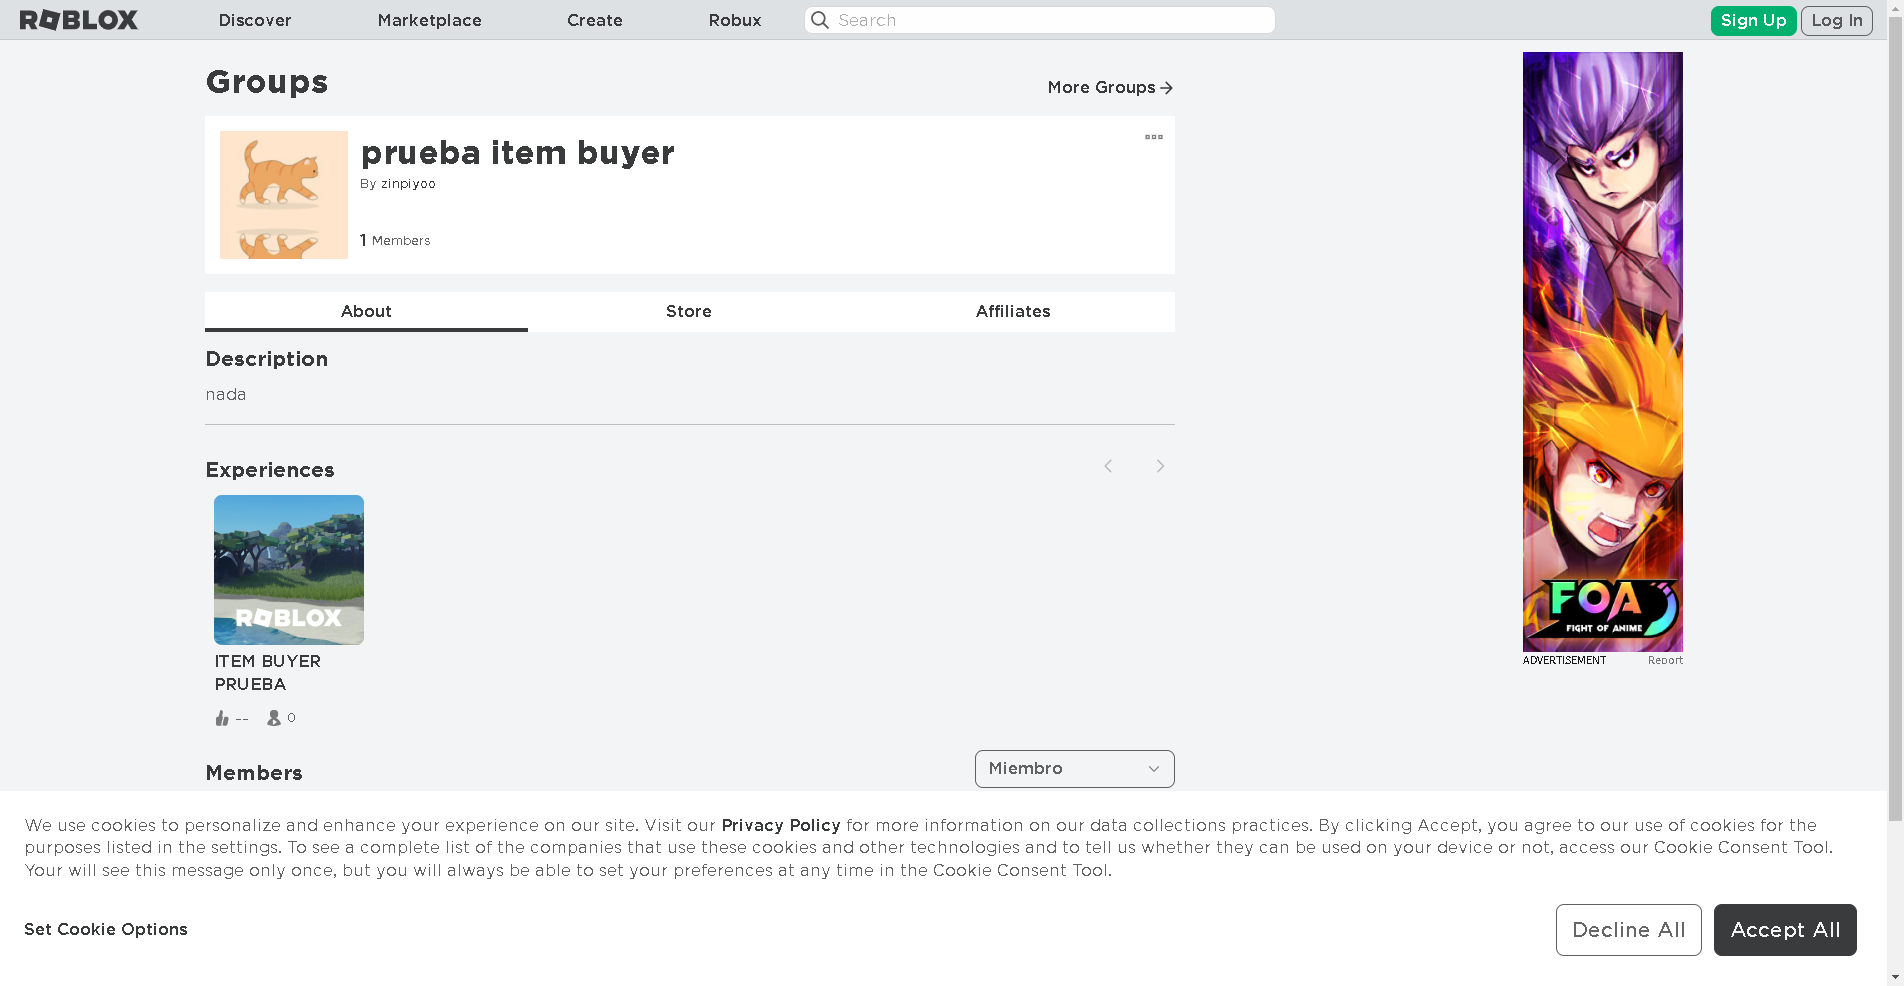 ROBLOX
Discover
Marketplace
Create
Robux
Search
Sign Up
Log In
Groups
More Groups
prueba item buyer
By zinpiyoo
1 Members
About
Store
Affiliates
Description
nada
Experiences
ROBLOX
ITEM BUYER
PRUEBA
--
0
FOA
FIGHT OF ANIME
ADVERTISEMENT
Report
Members
Miembro
We use cookies to personalize and enhance your experience on our site. Visit our Privacy Policy for more information on our data collections practices. By clicking Accept, you agree to our use of cookies for the
purposes listed in the settings. To see a complete list of the companies that use these cookies and other technologies and to tell us whether they can be used on your device or not, access our Cookie Consent Tool.
Your will see this message only once, but you will always be able to set your preferences at any time in the Cookie Consent Tool.
Set Cookie Options
Decline All
Accept All